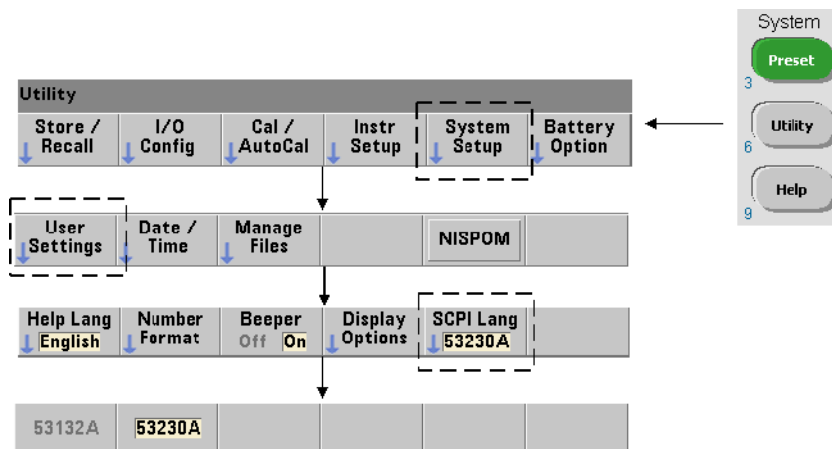 System
Preset
3
Utility
6
Help
9
Utility
Store / Recall
I/O Config
Cal / AutoCal
Instr Setup
System Setup
Battery Option
User Settings
Date / Time
Manage Files
NISPOM
Help Lang
English
Number Format
Beeper
Off On
Display Options
SCPI Lang
53230A
53132A
53230A